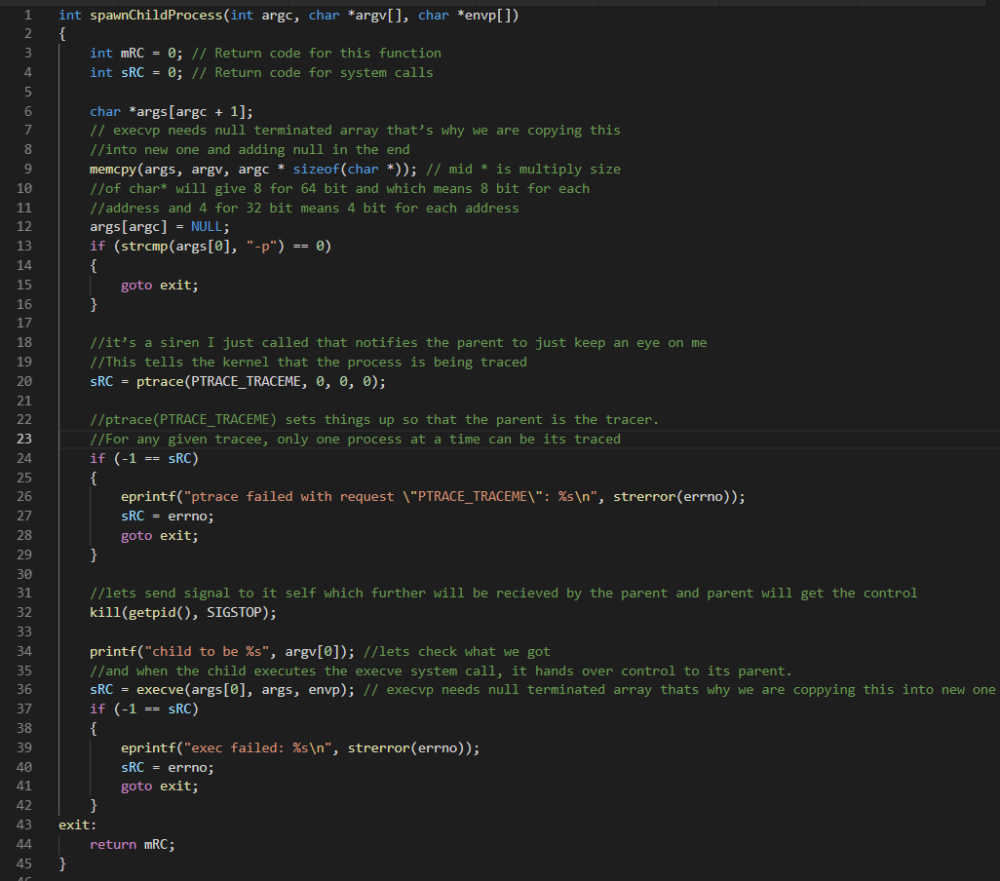 1 int spawnChildProcess(int argc, char *argv[], char *envp[])
2 {
3 int mRC = 0; // Return code for this function
4 int sRC = 0; // Return code for system calls
5
6 char *args[argc + 1];
7 // execvp needs null terminated array that’s why we are copying this
8 //into new one and adding null in the end
9 memcpy(args, argv, argc * sizeof(char *)); // mid * is multiply size
10 //of char* will give 8 for 64 bit and which means 8 bit for each
11 //address and 4 for 32 bit means 4 bit for each address
12 args[argc] = NULL;
13 if (strcmp(args[0], "-p") == 0)
14 {
15 goto exit;
16 }
17
18 //it’s a siren I just called that notifies the parent to just keep an eye on me
19 //This tells the kernel that the process is being traced
20 sRC = ptrace(PTRACE_TRACEME, 0, 0, 0);
21
22 //ptrace(PTRACE_TRACEME) sets things up so that the parent is the tracer.
23 //For any given tracee, only one process at a time can be its traced
24 if (-1 == sRC)
25 {
26 eprintf("ptrace failed with request \"PTRACE_TRACEME\": %s\n", strerror(errno));
27 sRC = errno;
28 goto exit;
29 }
30
31 //lets send signal to it self which further will be recieved by the parent and parent will get the control
32 kill(getpid(), SIGSTOP);
33
34 printf("child to be %s", argv[0]); //lets check what we got
35 //and when the child executes the execve system call, it hands over control to its parent.
36 sRC = execve(args[0], args, envp); // execvp needs null terminated array thats why we are coppying this into new one
37 if (-1 == sRC)
38 {
39 eprintf("exec failed: %s\n", strerror(errno));
40 sRC = errno;
41 goto exit;
42 }
43 exit:
44 return mRC;
45 }